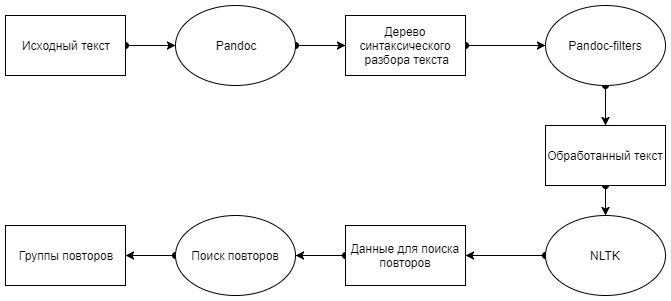 Исходный текст
Pandoc
Дерево
синтаксического
разбора текста
Pandoc-filters
Обработанный текст
NLTK
Данные для поиска
повторов
Поиск повторов
Группы повторов